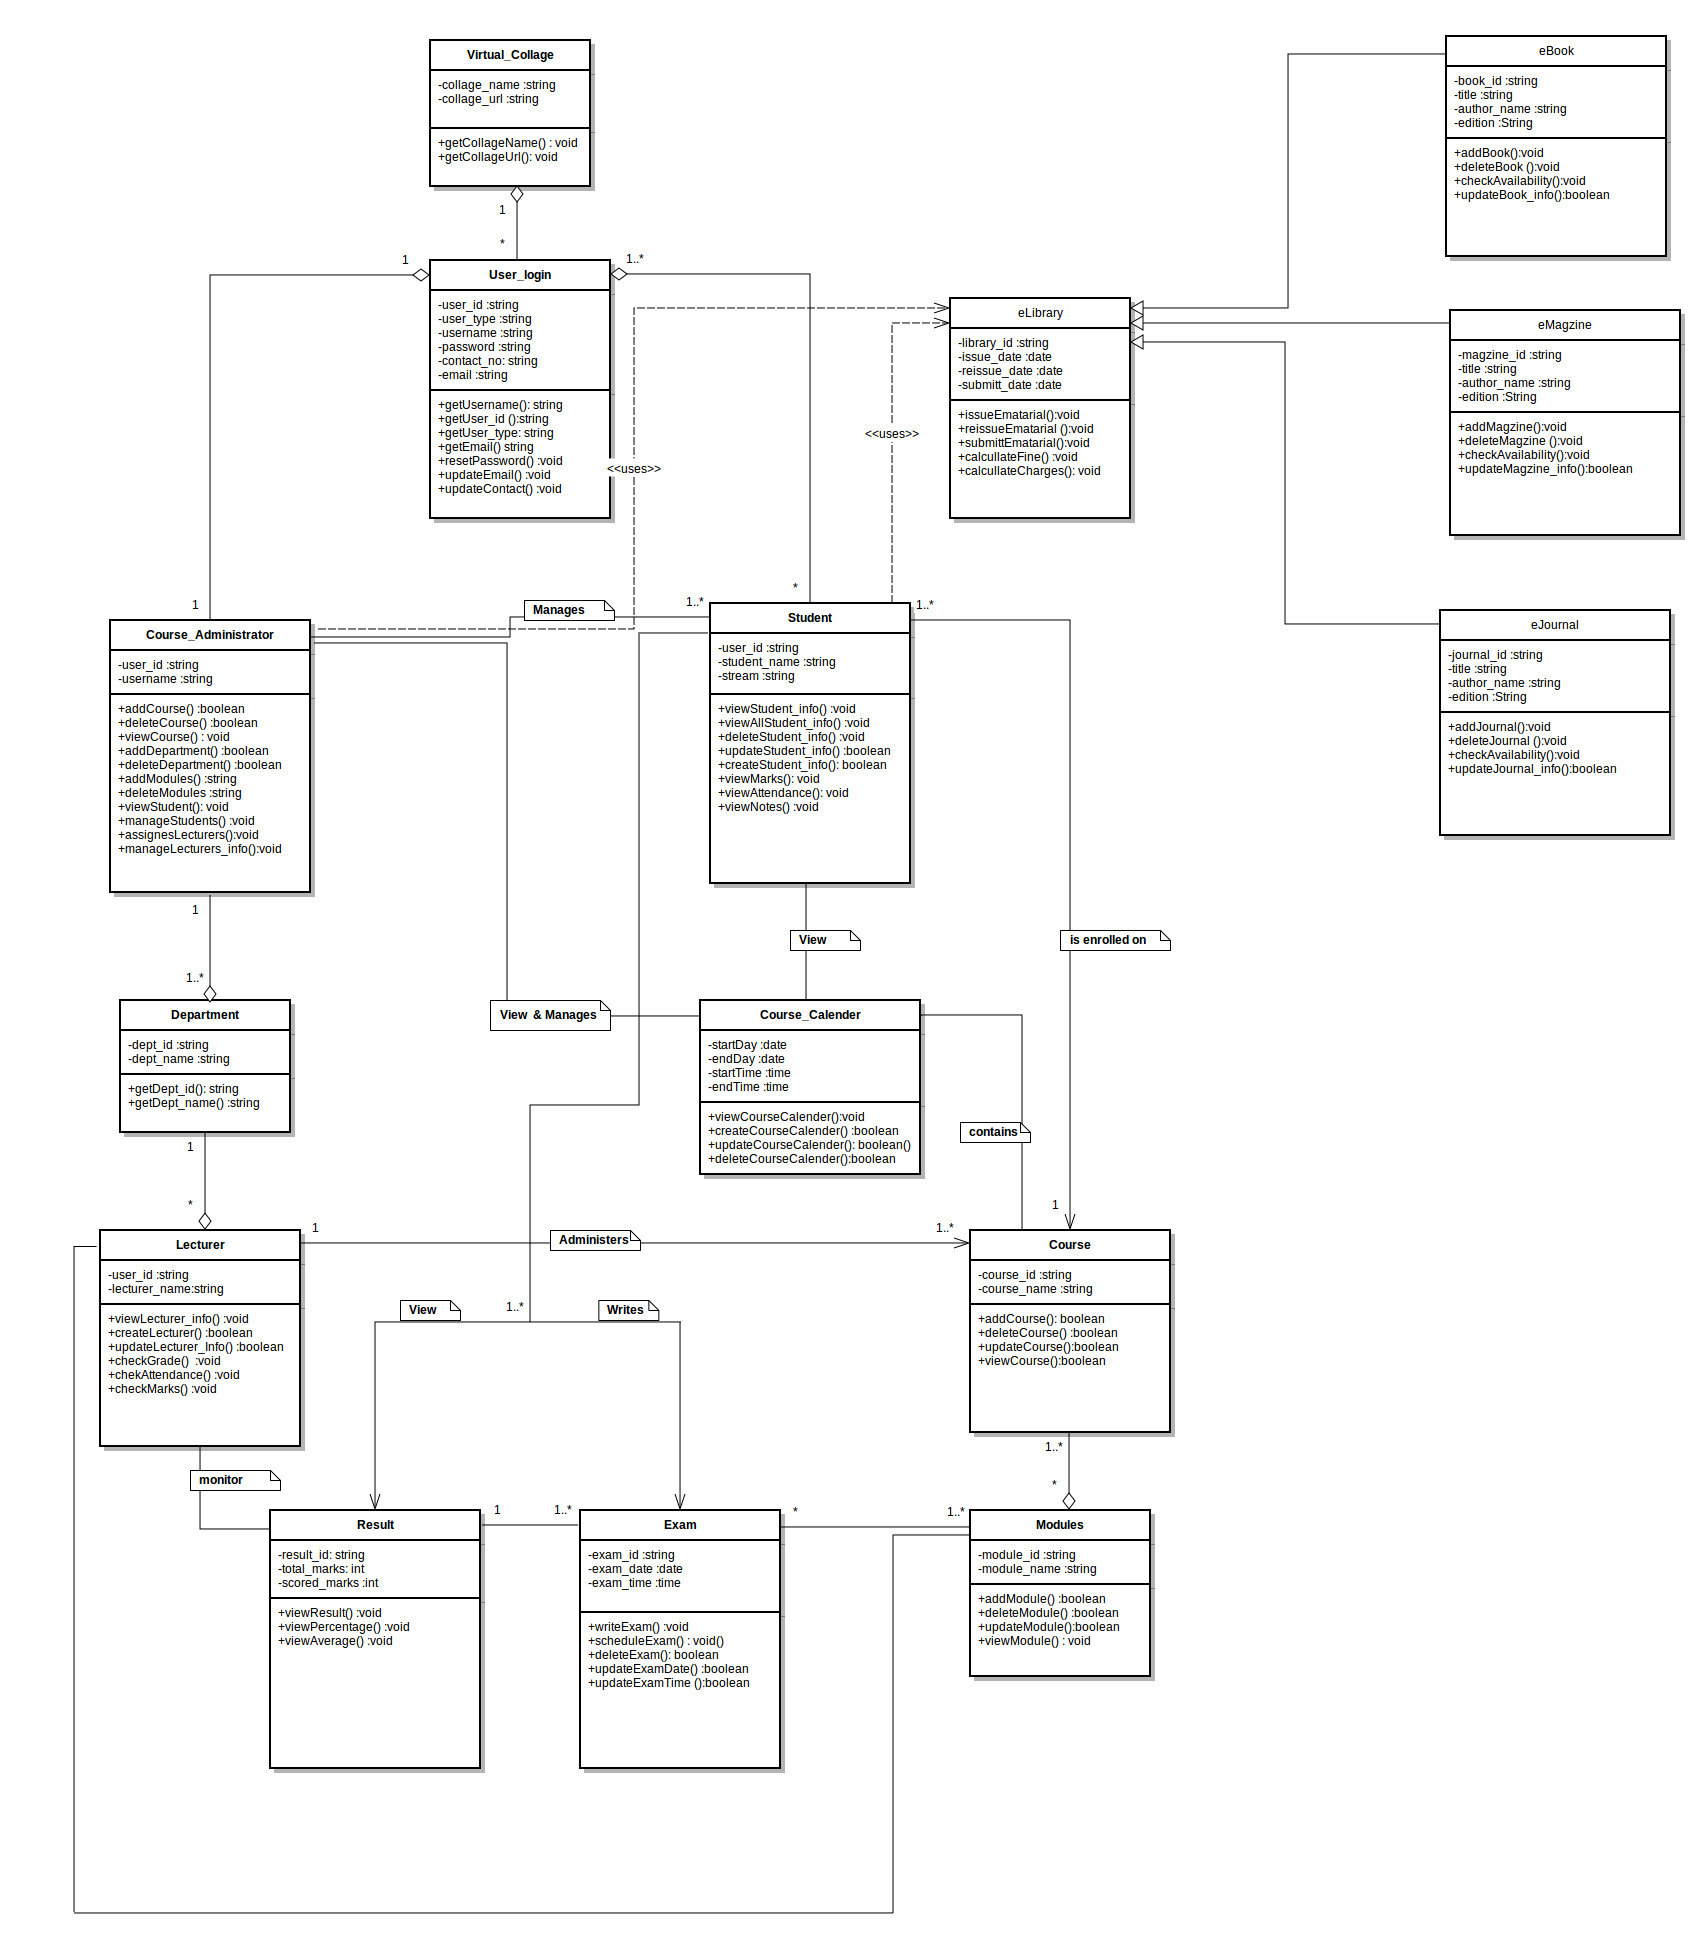 Virtual_Collage
-collage_name :string
-collage_url :string
+getCollageName() : void
+getCollageUrl(): void
1
*
eBook
-book_id :string
-title :string
-author_name :string
-edition :String
+addBook():void
+deleteBook ():void
+checkAvailability():void
+updateBook_info():boolean
1
1..*
User_login
-user_id :string
-user_type :string
-username :string
-password :string
-contact_no: string
-email :string
+getUsername(): string
+getUser_id ():string
+getUser_type: string
+getEmail() string
+resetPassword() :void
+updateEmail() :void
+updateContact() :void
<<uses>>
<<uses>>
eLibrary
-library_id :string
-issue_date :date
-reissue_date :date
-submitt_date :date
+issueEmatarial():void
+reissueEmatarial ():void
+submittEmatarial():void
+calcullateFine() :void
+calcullateCharges(): void
eMagzine
-magzine_id :string
-title :string
-author_name :string
-edition :String
+addMagzine():void
+deleteMagzine ():void
+checkAvailability():void
+updateMagzine_info():boolean
1
Manages
1..*
*
1..*
Course_Administrator
-user_id :string
-username :string
+addCourse() :boolean
+deleteCourse() :boolean
+viewCourse() : void
+addDepartment() :boolean
+deleteDepartment() :boolean
+addModules() :string
+deleteModules :string
+viewStudent(): void
+manageStudents() :void
+assignesLecturers():void
+manageLecturers_info():void
Student
-user_id :string
-student_name :string
-stream :string
+viewStudent_info() :void
+viewAllStudent_info() :void
+deleteStudent_info() :void
+updateStudent_info() :boolean
+createStudent_info(): boolean
+viewMarks(): void
+viewAttendance(): void
+viewNotes() :void
eJournal
-journal_id :string
-title :string
-author_name :string
-edition :String
+addJournal():void
+deleteJournal ():void
+checkAvailability():void
+updateJournal_info():boolean
1
1..*
View
is enrolled on
Department
-dept_id :string
-dept_name :string
+getDept_id(): string
+getDept_name() :string
View  & Manages
Course_Calender
-startDay :date
-endDay :date
-startTime :time
-endTime :time
+viewCourseCalender():void
+createCourseCalender() :boolean
+updateCourseCalender(): boolean()
+deleteCourseCalender():boolean
contains
1
*
1
1
Administers
1..*
Lecturer
-user_id :string
-lecturer_name:string
+viewLecturer_info() :void
+createLecturer() :boolean
+updateLecturer_Info() :boolean
+checkGrade()  :void
+chekAttendance() :void
+checkMarks() :void
Course
-course_id :string
-course_name :string
+addCourse(): boolean
+deleteCourse() :boolean
+updateCourse():boolean
+viewCourse():boolean
View
1..*
Writes
monitor
1..*
*
Result
-result_id: string
-total_marks: int
-scored_marks :int
+viewResult() :void
+viewPercentage() :void
+viewAverage() :void
1
1..*
Exam
-exam_id :string
-exam_date :date
-exam_time :time
+writeExam() :void
+scheduleExam() : void()
+deleteExam(): boolean
+updateExamDate() :boolean
+updateExamTime ():boolean
*
1..*
Modules
-module_id :string
-module_name :string
+addModule() :boolean
+deleteModule() :boolean
+updateModule():boolean
+viewModule() : void